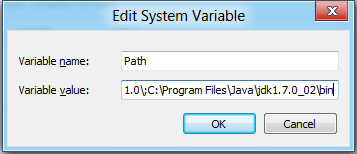 Edit System Variable
Variable name: Path
Variable value: 1.0\;C:\Program Files\Java\jdk1.7.0_02\bin
OK Cancel